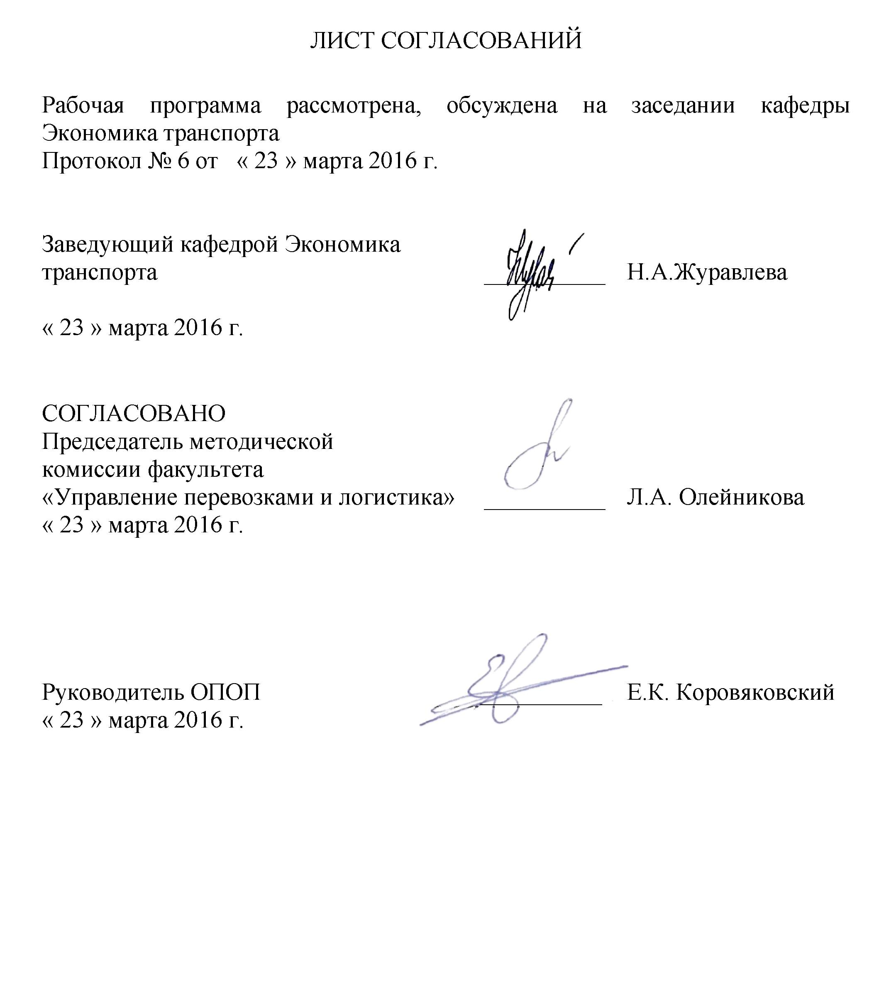 ЛИСТ СОГЛАСОВАНИЙ
Рабочая программа рассмотрена, обсуждена на заседании кафедры
Экономика транспорта
Протокол № 6 от « 23 » марта 2016 г.
Заведующий кафедрой Экономика
транспорта Н.А.Журавлева
« 23 » марта 2016 г.
СОГЛАСОВАНО
Председатель методической
комиссии факультета
«Управление перевозками и логистика» Л.А. Олейникова
« 23 » марта 2016 г.
Руководитель ОПОП Е.К. Коровяковский
« 23 » марта 2016 г.